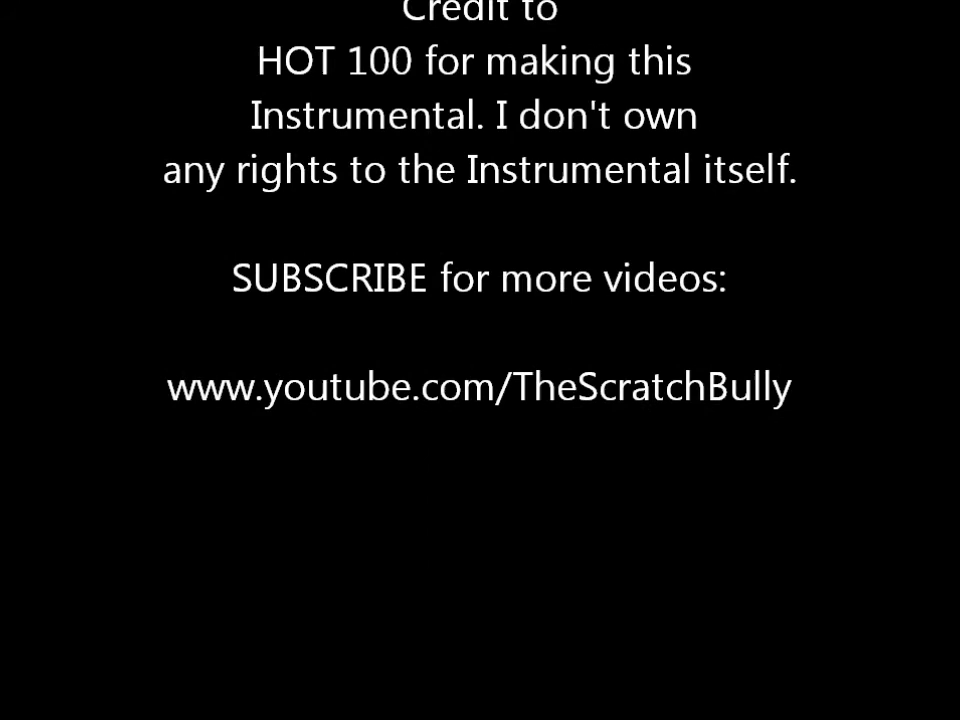 Credit to
HOT 100 for making this
Instrumental. I don't own
any rights to the Instrumental itself.
SUBSCRIBE for more videos:
www.youtube.com/TheScratchBully